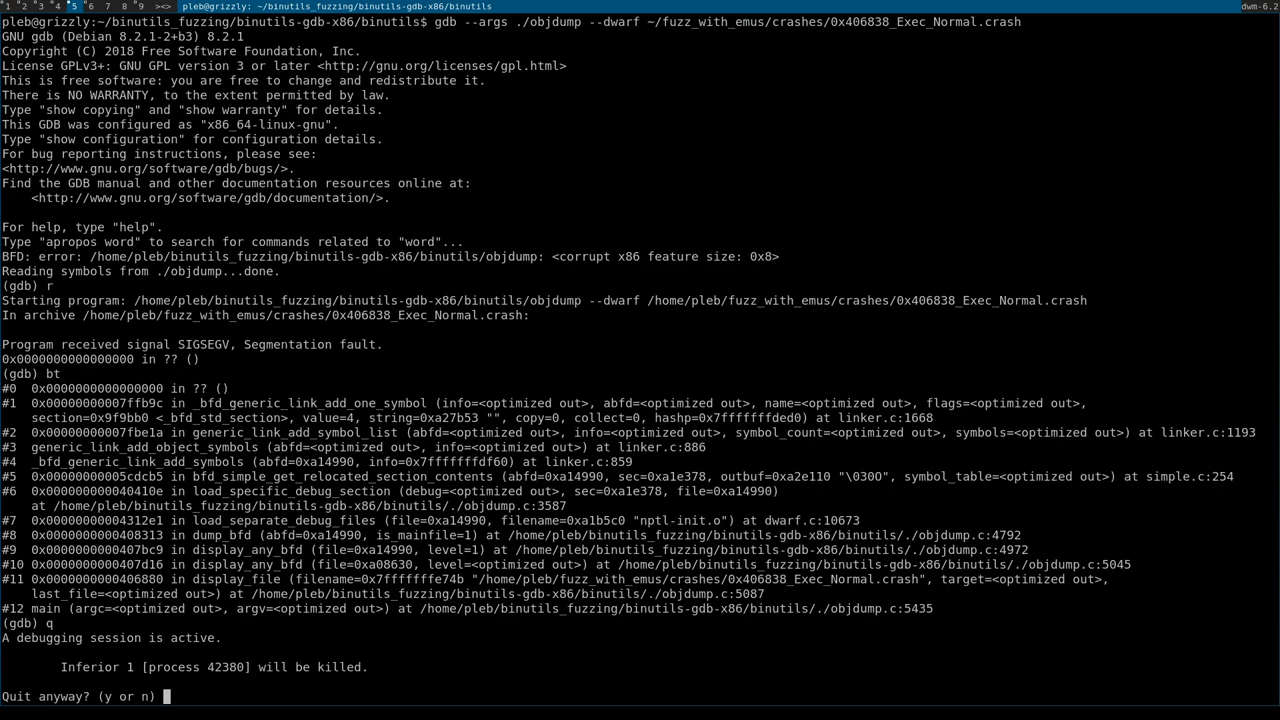 1 2 3 4 5 6 7 8 9 ><> pleb@grizzly: ~/binutils_fuzzing/binutils-gdb-x86/binutils dwm-6.2
pleb@grizzly:~/binutils_fuzzing/binutils-gdb-x86/binutils$ gdb --args ./objdump --dwarf ~/fuzz_with_emus/crashes/0x406838_Exec_Normal.crash
GNU gdb (Debian 8.2.1-2+b3) 8.2.1
Copyright (C) 2018 Free Software Foundation, Inc.
License GPLv3+: GNU GPL version 3 or later <http://gnu.org/licenses/gpl.html>
This is free software: you are free to change and redistribute it.
There is NO WARRANTY, to the extent permitted by law.
Type "show copying" and "show warranty" for details.
This GDB was configured as "x86_64-linux-gnu".
Type "show configuration" for configuration details.
For bug reporting instructions, please see:
<http://www.gnu.org/software/gdb/bugs/>.
Find the GDB manual and other documentation resources online at:
    <http://www.gnu.org/software/gdb/documentation/>.
For help, type "help".
Type "apropos word" to search for commands related to "word"...
BFD: error: /home/pleb/binutils_fuzzing/binutils-gdb-x86/binutils/objdump: <corrupt x86 feature size: 0x8>
Reading symbols from ./objdump...done.
(gdb) r
Starting program: /home/pleb/binutils_fuzzing/binutils-gdb-x86/binutils/objdump --dwarf /home/pleb/fuzz_with_emus/crashes/0x406838_Exec_Normal.crash
In archive /home/pleb/fuzz_with_emus/crashes/0x406838_Exec_Normal.crash:
Program received signal SIGSEGV, Segmentation fault.
0x0000000000000000 in ?? ()
(gdb) bt
#0  0x0000000000000000 in ?? ()
#1  0x00000000007ffb9c in _bfd_generic_link_add_one_symbol (info=<optimized out>, abfd=<optimized out>, name=<optimized out>, flags=<optimized out>,
    section=0x9f9bb0 <_bfd_std_section>, value=4, string=0xa27b53 "", copy=0, collect=0, hashp=0x7fffffffded0) at linker.c:1668
#2  0x00000000007fbe1a in generic_link_add_symbol_list (abfd=<optimized out>, info=<optimized out>, symbol_count=<optimized out>, symbols=<optimized out>) at linker.c:1193
#3  generic_link_add_object_symbols (abfd=<optimized out>, info=<optimized out>) at linker.c:886
#4  _bfd_generic_link_add_symbols (abfd=0xa14990, info=0x7fffffffdf60) at linker.c:859
#5  0x00000000005cdcb5 in bfd_simple_get_relocated_section_contents (abfd=0xa14990, sec=0xa1e378, outbuf=0xa2e110 "\030O", symbol_table=<optimized out>) at simple.c:254
#6  0x000000000040410e in load_specific_debug_section (debug=<optimized out>, sec=0xa1e378, file=0xa14990)
    at /home/pleb/binutils_fuzzing/binutils-gdb-x86/binutils/./objdump.c:3587
#7  0x00000000004312e1 in load_separate_debug_files (file=0xa14990, filename=0xa1b5c0 "nptl-init.o") at dwarf.c:10673
#8  0x0000000000408313 in dump_bfd (abfd=0xa14990, is_mainfile=1) at /home/pleb/binutils_fuzzing/binutils-gdb-x86/binutils/./objdump.c:4792
#9  0x0000000000407bc9 in display_any_bfd (file=0xa14990, level=1) at /home/pleb/binutils_fuzzing/binutils-gdb-x86/binutils/./objdump.c:4972
#10 0x0000000000407d16 in display_any_bfd (file=0xa08630, level=<optimized out>) at /home/pleb/binutils_fuzzing/binutils-gdb-x86/binutils/./objdump.c:5045
#11 0x0000000000406880 in display_file (filename=0x7fffffffe74b "/home/pleb/fuzz_with_emus/crashes/0x406838_Exec_Normal.crash", target=<optimized out>,
    last_file=<optimized out>) at /home/pleb/binutils_fuzzing/binutils-gdb-x86/binutils/./objdump.c:5087
#12 main (argc=<optimized out>, argv=<optimized out>) at /home/pleb/binutils_fuzzing/binutils-gdb-x86/binutils/./objdump.c:5435
(gdb) q
A debugging session is active.
        Inferior 1 [process 42380] will be killed.
Quit anyway? (y or n)